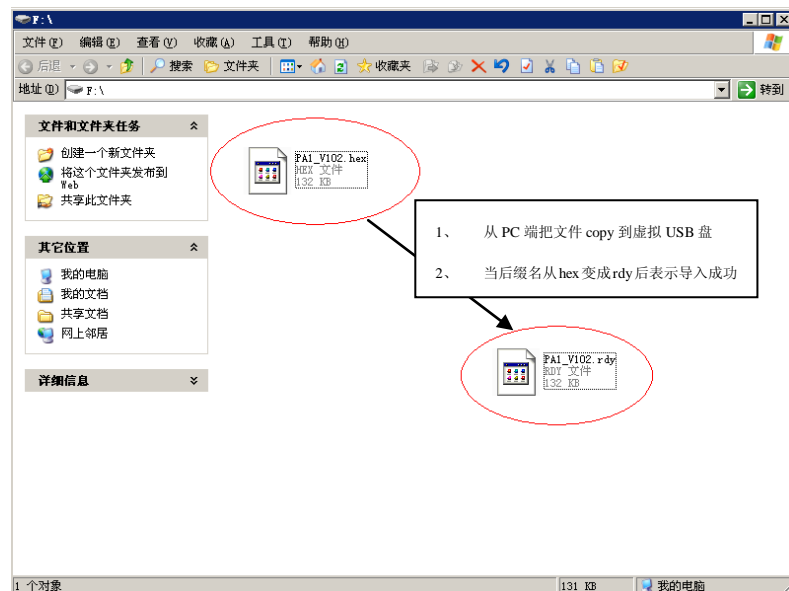 F:\
文件(F) 编辑(E) 查看(V) 收藏(A) 工具(T) 帮助(H)
后退 搜索 文件夹 收藏夹
地址(D) F:\ 转到
文件和文件夹任务
创建一个新文件夹
将这个文件夹发布到
Web
共享此文件夹
其它位置
我的电脑
我的文档
共享文档
网上邻居
详细信息
PA1_V102.hex
HEX 文件
132 KB
1、 从 PC 端把文件 copy 到虚拟 USB 盘
2、 当后缀名从 hex 变成 rdy 后表示导入成功
PA1_V102.rdy
RDY 文件
132 KB
1 个对象 131 KB 我的电脑